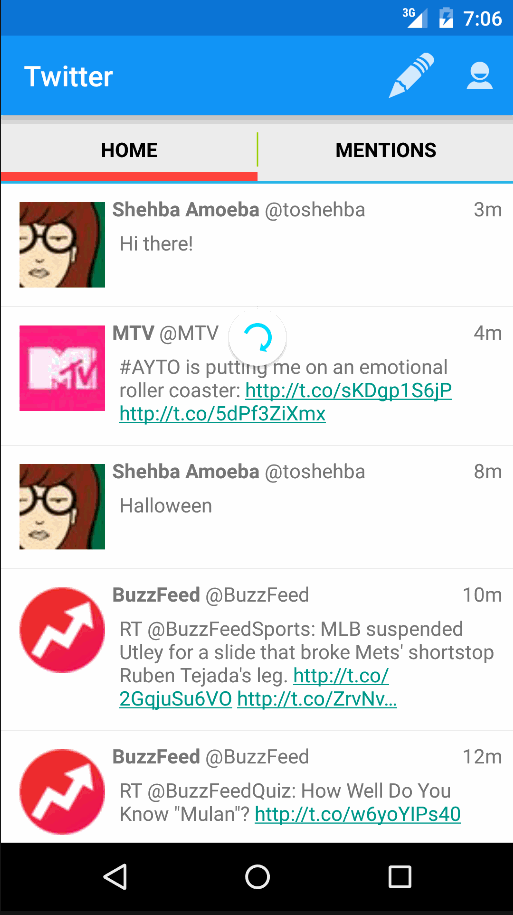 3G 7:06
Twitter
HOME MENTIONS
Shehba Amoeba @toshehba 3m
Hi there!
MTV @MTV 4m
#AYTO is putting me on an emotional
roller coaster: http://t.co/sKDgp1S6jP
http://t.co/5dPf3ZiXmx
Shehba Amoeba @toshehba 8m
Halloween
BuzzFeed @BuzzFeed 10m
RT @BuzzFeedSports: MLB suspended
Utley for a slide that broke Mets' shortstop
Ruben Tejada's leg. http://t.co/
2GqjuSu6VO http://t.co/ZrvNv…
BuzzFeed @BuzzFeed 12m
RT @BuzzFeedQuiz: How Well Do You
Know "Mulan"? http://t.co/w6yoYIPs40